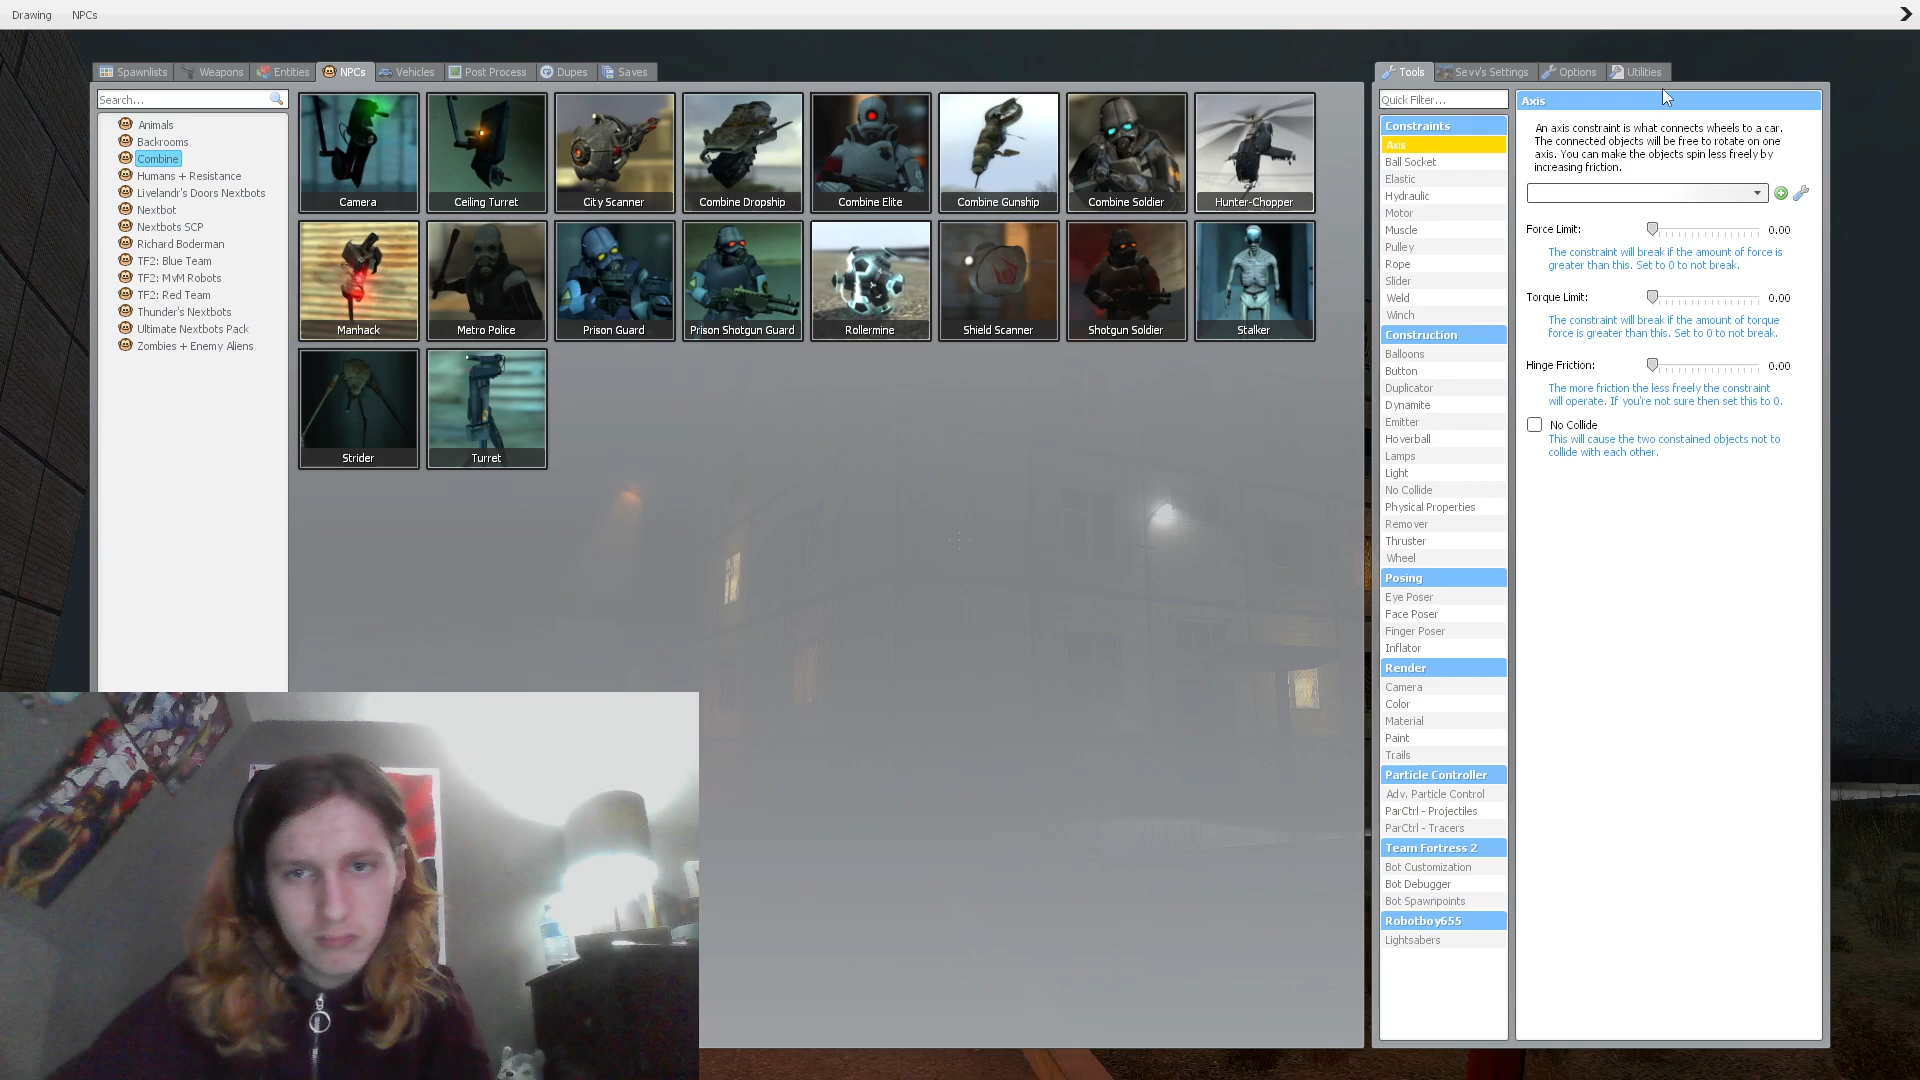 Drawing NPCs
Spawnlists Weapons Entities NPCs Vehicles Post Process Dupes Saves
Search...
Animals
Backrooms
Combine
Humans + Resistance
Livelandr's Doors Nextbots
Nextbot
Nextbots SCP
Richard Boderman
TF2: Blue Team
TF2: MvM Robots
TF2: Red Team
Thunder's Nextbots
Ultimate Nextbots Pack
Zombies + Enemy Aliens
Camera Ceiling Turret City Scanner Combine Dropship Combine Elite Combine Gunship Combine Soldier Hunter-Chopper
Manhack Metro Police Prison Guard Prison Shotgun Guard Rollermine Shield Scanner Shotgun Soldier Stalker
Strider Turret
Tools Sevv's Settings Options Utilities
Quick Filter...
Constraints
Axis
Ball Socket
Elastic
Hydraulic
Motor
Muscle
Pulley
Rope
Slider
Weld
Winch
Construction
Balloons
Button
Duplicator
Dynamite
Emitter
Hoverball
Lamps
Light
No Collide
Physical Properties
Remover
Thruster
Wheel
Posing
Eye Poser
Face Poser
Finger Poser
Inflator
Render
Camera
Color
Material
Paint
Trails
Particle Controller
Adv. Particle Control
ParCtrl - Projectiles
ParCtrl - Tracers
Team Fortress 2
Bot Customization
Bot Debugger
Bot Spawnpoints
Robotboy655
Lightsabers
Axis
An axis constraint is what connects wheels to a car.
The connected objects will be free to rotate on one
axis. You can make the objects spin less freely by
increasing friction.
Force Limit: 0.00
The constraint will break if the amount of force is
greater than this. Set to 0 to not break.
Torque Limit: 0.00
The constraint will break if the amount of torque
force is greater than this. Set to 0 to not break.
Hinge Friction: 0.00
The more friction the less freely the constraint
will operate. If you're not sure then set this to 0.
No Collide
This will cause the two constained objects not to
collide with each other.